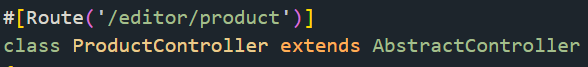 #[Route('/editor/product')]
class ProductController extends AbstractController